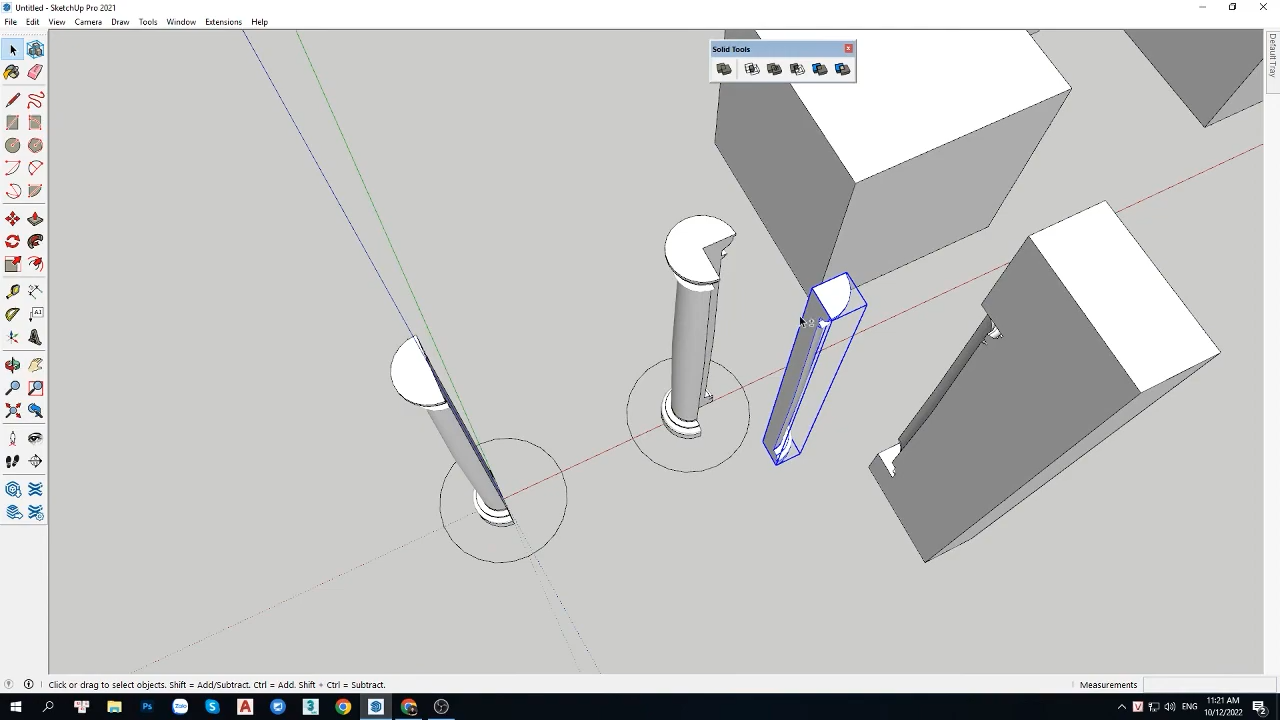 Untitled - SketchUp Pro 2021
File Edit View Camera Draw Tools Window Extensions Help
Solid Tools
Default Tray
Click or drag to select objects. Shift = Add/Subtract. Ctrl = Add. Shift + Ctrl = Subtract.
Measurements
ENG
11:21 AM
10/12/2022